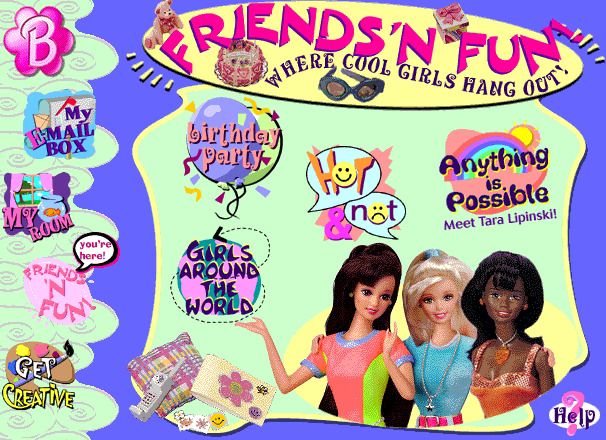 B
FRIENDS 'N FUN!
WHERE COOL GIRLS HANG OUT!
My
E-MAIL
BOX
MY
ROOM
you're
here!
FRIENDS
'N
FUN!
GET
CREATIVE
birthday
party
HOT
& not
Anything
is
Possible
Meet Tara Lipinski!
GIRLS
AROUND
THE
WORLD
Help
?